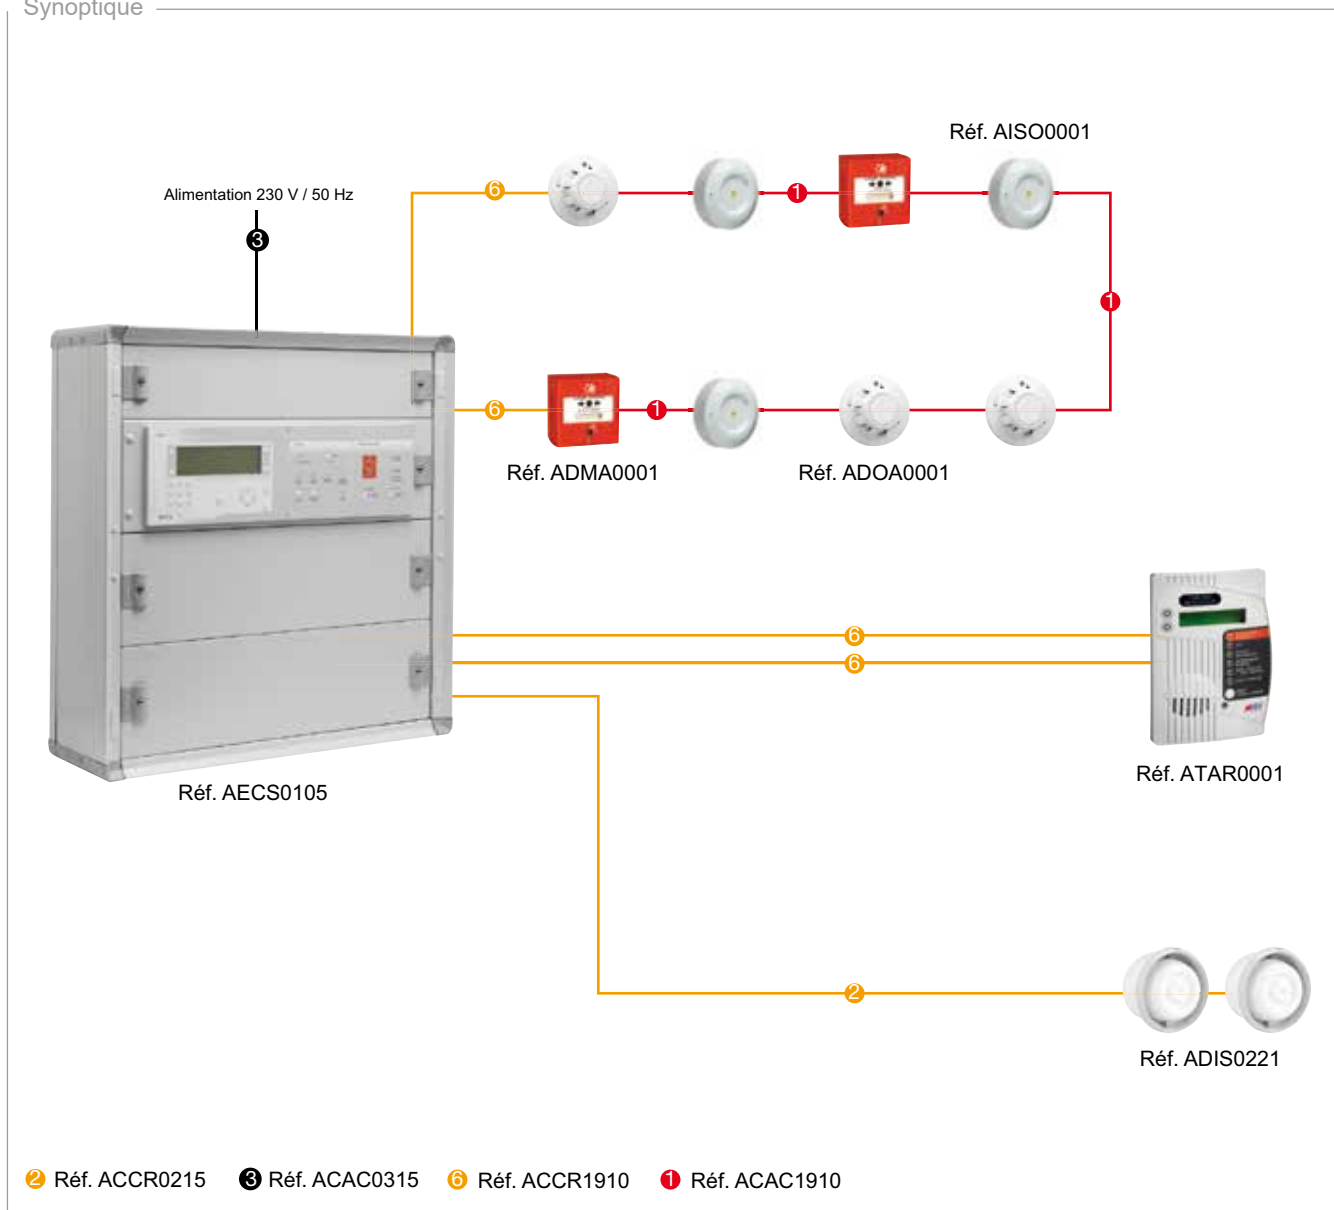 Synoptique
Réf. AISO0001
Alimentation 230 V / 50 Hz
6
1
3
1
6
1
Réf. ADMA0001
Réf. ADOA0001
6
6
Réf. ATAR0001
Réf. AECS0105
2
Réf. ADIS0221
2 Réf. ACCR0215
3 Réf. ACAC0315
6 Réf. ACCR1910
1 Réf. ACAC1910